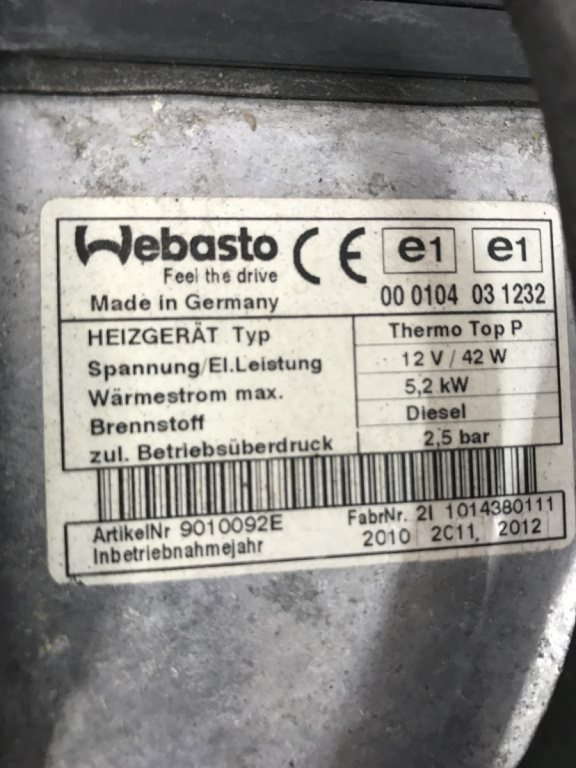 Webasto
Feel the drive
CE e1 e1
Made in Germany 00 0104 03 1232
HEIZGERÄT Typ Thermo Top P
Spannung/El.Leistung 12 V / 42 W
Wärmestrom max. 5,2 kW
Brennstoff Diesel
zul. Betriebsüberdruck 2,5 bar
ArtikelNr 9010092E FabrNr. 2I 1014380111
Inbetriebnahmejahr 2010 2011 2012